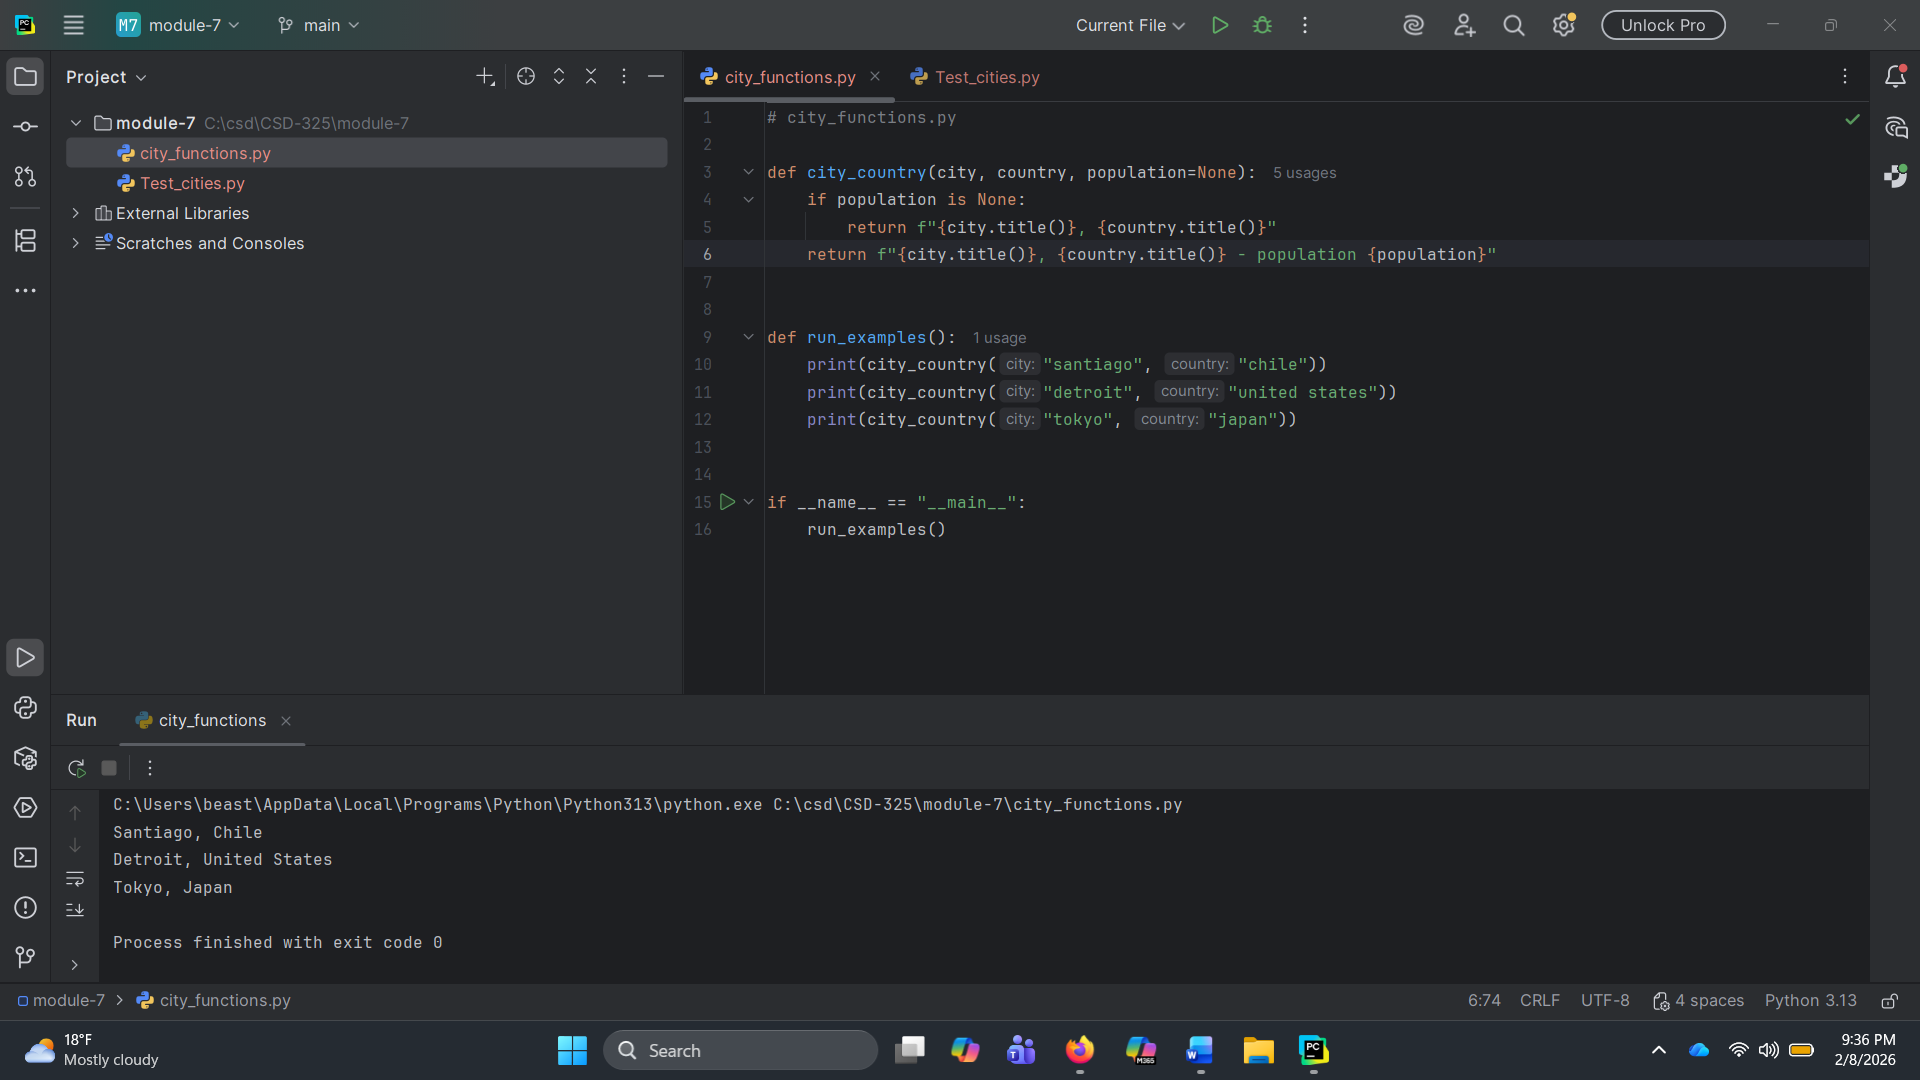 PC
M7 module-7
main
Current File
Unlock Pro
Project
module-7 C:\csd\CSD-325\module-7
city_functions.py
Test_cities.py
External Libraries
Scratches and Consoles
city_functions.py
Test_cities.py
1 # city_functions.py
2
3 def city_country(city, country, population=None): 5 usages
4 if population is None:
5 return f"{city.title()}, {country.title()}"
6 return f"{city.title()}, {country.title()} - population {population}"
7
8
9 def run_examples(): 1 usage
10 print(city_country( city: "santiago", country: "chile"))
11 print(city_country( city: "detroit", country: "united states"))
12 print(city_country( city: "tokyo", country: "japan"))
13
14
15 if __name__ == "__main__":
16 run_examples()
Run city_functions
C:\Users\beast\AppData\Local\Programs\Python\Python313\python.exe C:\csd\CSD-325\module-7\city_functions.py
Santiago, Chile
Detroit, United States
Tokyo, Japan
Process finished with exit code 0
module-7 > city_functions.py
6:74 CRLF UTF-8 4 spaces Python 3.13
18°F
Mostly cloudy
Search
T
M365
W
PC
9:36 PM
2/8/2026